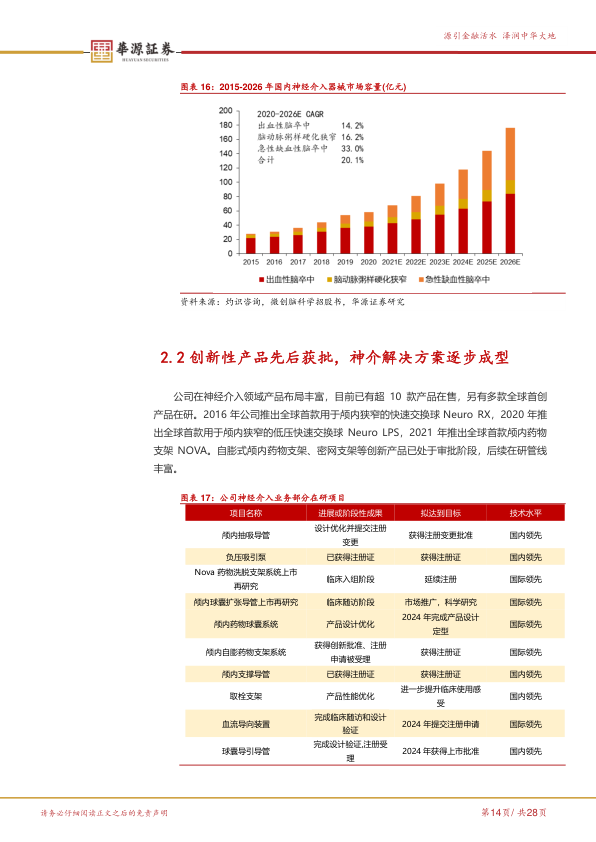 源引金融活水 泽润中华大地
華源証券
HUAYUAN SECURITIES
图表 16：2015-2026 年国内神经介入器械市场容量(亿元)
2020-2026E CAGR
出血性脑卒中 14.2%
脑动脉粥样硬化狭窄 16.2%
急性缺血性脑卒中 33.0%
合计 20.1%
200
180
160
140
120
100
80
60
40
20
0
2015 2016 2017 2018 2019 2020 2021E 2022E 2023E 2024E 2025E 2026E
出血性脑卒中 脑动脉粥样硬化狭窄 急性缺血性脑卒中
资料来源：灼识咨询，微创脑科学招股书，华源证券研究
2.2 创新性产品先后获批，神介解决方案逐步成型
公司在神经介入领域产品布局丰富，目前已有超 10 款产品在售，另有多款全球首创
产品在研。2016 年公司推出全球首款用于颅内狭窄的快速交换球 Neuro RX，2020 年推
出全球首款用于颅内狭窄的低压快速交换球 Neuro LPS，2021 年推出全球首款颅内药物
支架 NOVA。自膨式颅内药物支架、密网支架等创新产品已处于审批阶段，后续在研管线
丰富。
图表 17：公司神经介入业务部分在研项目
项目名称 进展或阶段性成果 拟达到目标 技术水平
颅内抽吸导管 设计优化并提交注册变更 获得注册变更批准 国内领先
负压吸引泵 已获得注册证 获得注册证 国内领先
Nova 药物洗脱支架系统上市再研究 临床入组阶段 延续注册 国际领先
颅内球囊扩张导管上市再研究 临床随访阶段 市场推广，科学研究 国际领先
颅内药物球囊系统 产品设计优化 2024 年完成产品设计定型 国际领先
颅内自膨药物支架系统 获得创新批准、注册申请被受理 获得注册证 国际领先
颅内支撑导管 已获得注册证 获得注册证 国内领先
取栓支架 产品性能优化 进一步提升临床使用感受 国内领先
血流导向装置 完成临床随访和设计验证 2024 年提交注册申请 国际领先
球囊导引导管 完成设计验证,注册受理 2024 年获得上市批准 国内领先
请务必仔细阅读正文之后的免责声明
第14页/ 共28页